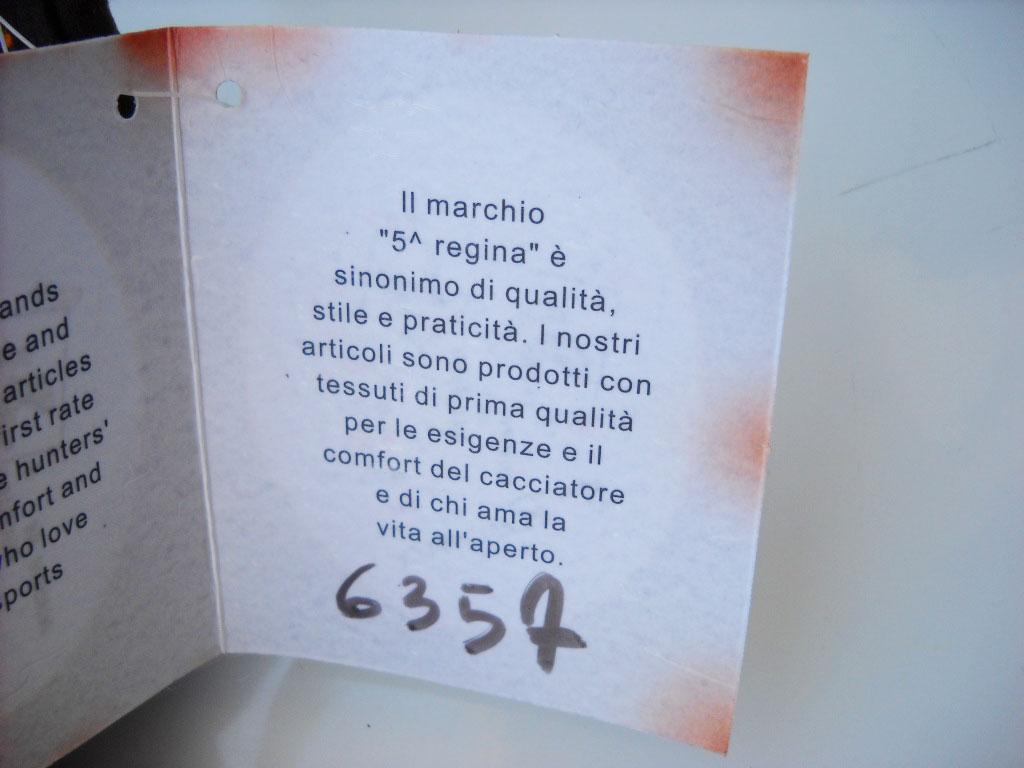 ands
e and
articles
irst rate
e hunters'
nfort and
ho love
ports
Il marchio
"5^ regina" è
sinonimo di qualità,
stile e praticità. I nostri
articoli sono prodotti con
tessuti di prima qualità
per le esigenze e il
comfort del cacciatore
e di chi ama la
vita all'aperto.
6357